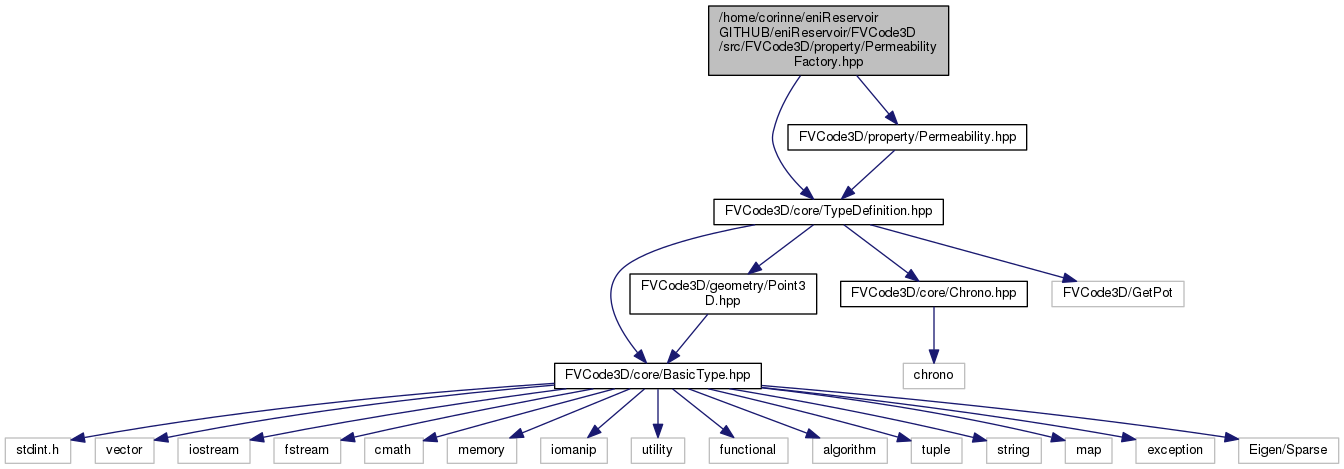 /home/corinne/eniReservoir
GITHUB/eniReservoir/FVCode3D
/src/FVCode3D/property/Permeability
Factory.hpp
FVCode3D/property/Permeability.hpp
FVCode3D/core/TypeDefinition.hpp
FVCode3D/geometry/Point3
D.hpp
FVCode3D/core/Chrono.hpp
FVCode3D/GetPot
FVCode3D/core/BasicType.hpp
chrono
stdint.h
vector
iostream
fstream
cmath
memory
iomanip
utility
functional
algorithm
tuple
string
map
exception
Eigen/Sparse